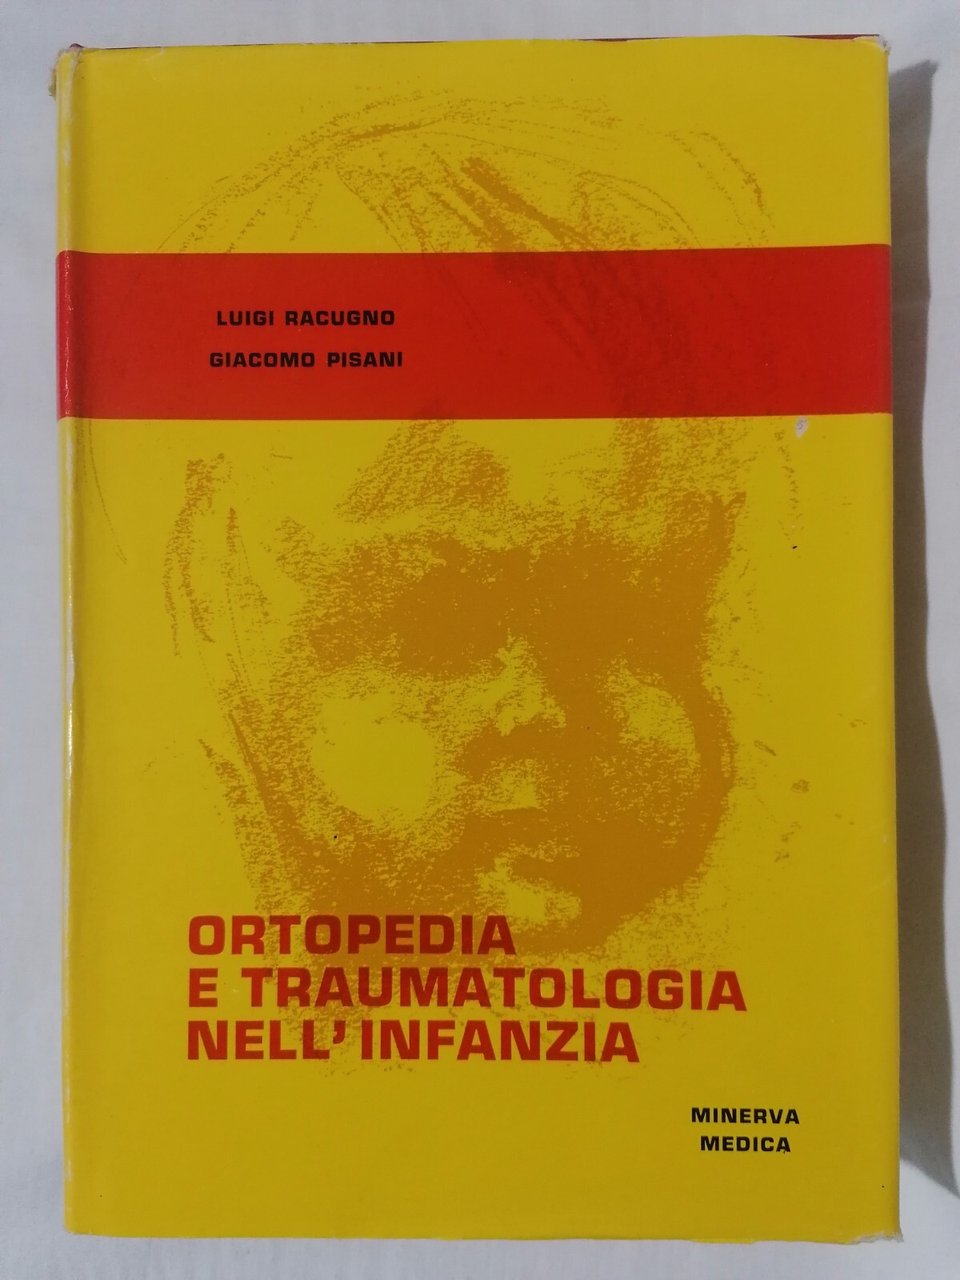 LUIGI RACUGNO
GIACOMO PISANI
ORTOPEDIA
E TRAUMATOLOGIA
NELL'INFANZIA
MINERVA
MEDICA